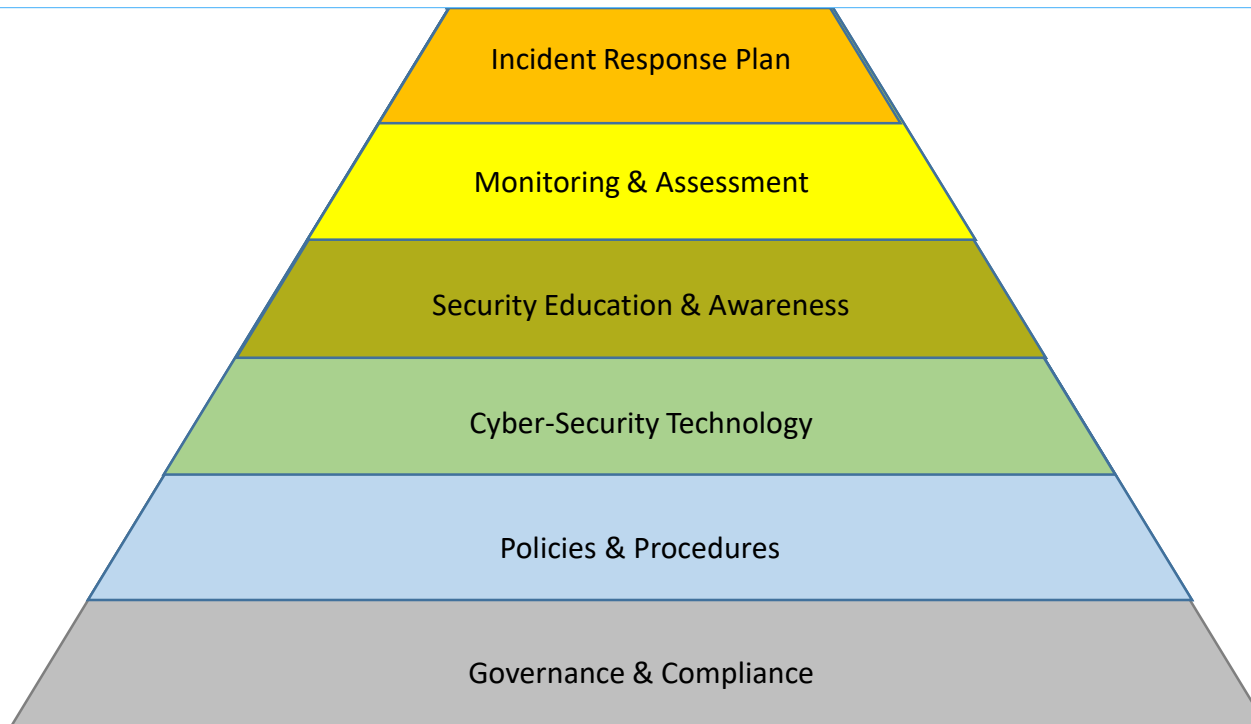 Incident Response Plan
Monitoring & Assessment
Security Education & Awareness
Cyber-Security Technology
Policies & Procedures
Governance & Compliance